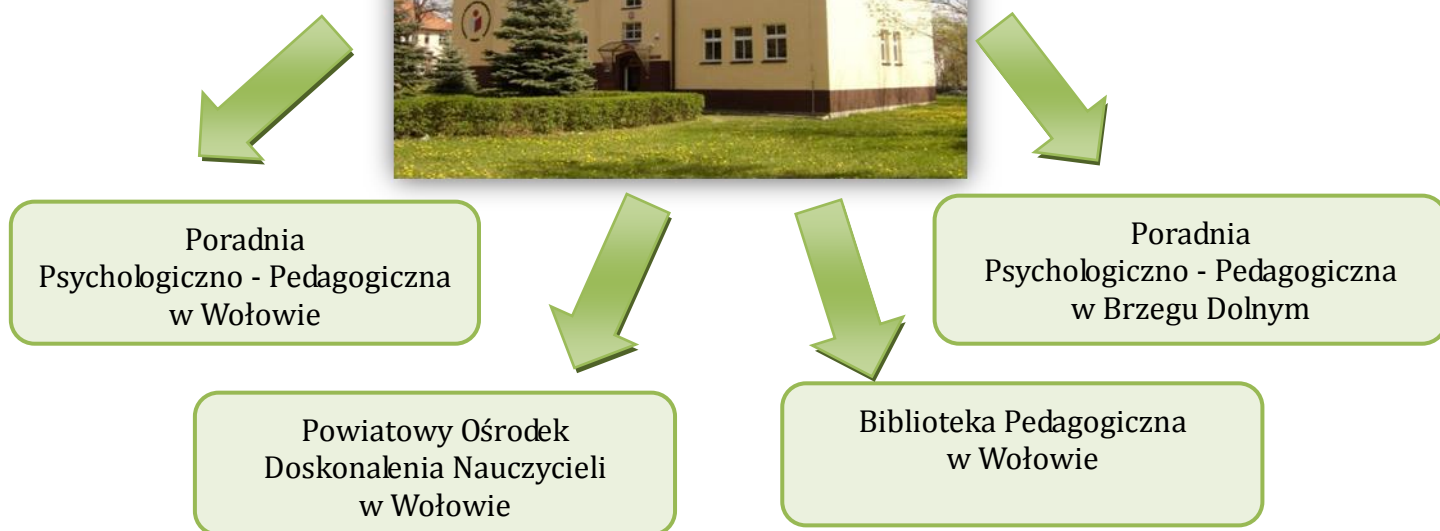 Poradnia
Psychologiczno - Pedagogiczna
w Wołowie
Poradnia
Psychologiczno - Pedagogiczna
w Brzegu Dolnym
Powiatowy Ośrodek
Doskonalenia Nauczycieli
w Wołowie
Biblioteka Pedagogiczna
w Wołowie